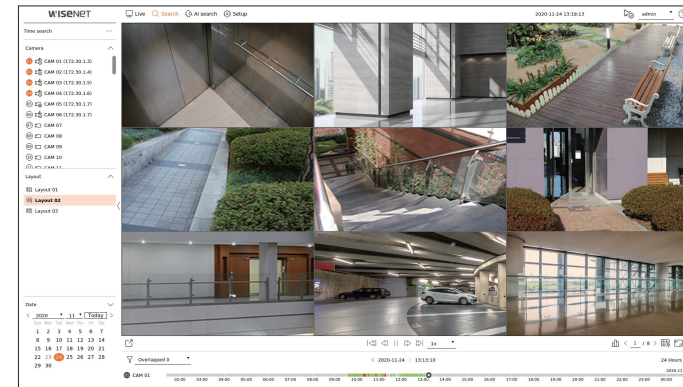 WISENET
Live Search AI search Setup
2020-11-24 13:18:13
admin
Time search
Camera
CAM 01 (172.30.1.3)
CAM 02 (172.30.1.4)
CAM 03 (172.30.1.5)
CAM 04 (172.30.1.6)
CAM 05 (172.30.1.7)
CAM 06 (172.30.1.7)
CAM 07
CAM 08
CAM 09
CAM 10
Layout
Layout 01
Layout 02
Layout 03
Date
2020 11 Today
Sun Mon Tue Wed Thu Fri Sat
1 2 3 4 5 6 7
8 9 10 11 12 13 14
15 16 17 18 19 20 21
22 23 24 25 26 27 28
29 30
1x
1 / 8
Overlapped 0
2020-11-24 13:13:10
24 Hours
2020.11
CAM 01
02:00 03:00 04:00 05:00 06:00 07:00 08:00 09:00 10:00 11:00 12:00 13:00 14:00 15:00 16:00 17:00 18:00 19:00 20:00 21:00 22:00 23:00 00:00